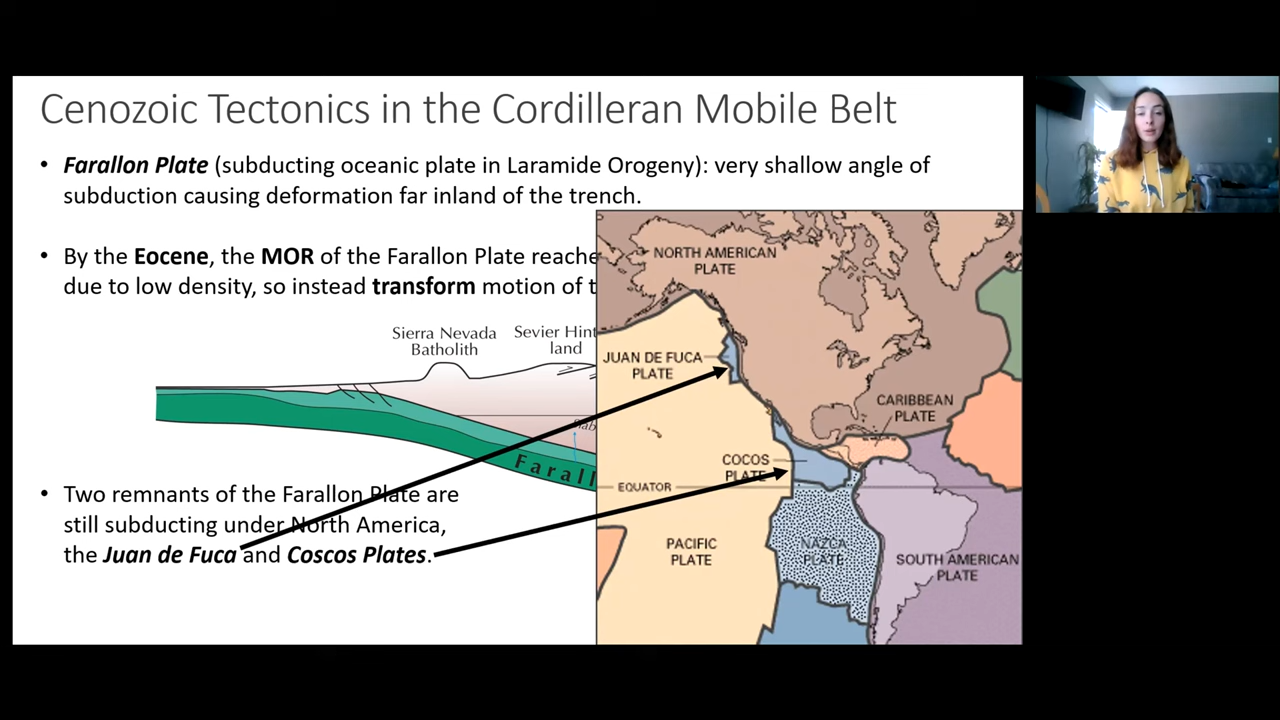 Cenozoic Tectonics in the Cordilleran Mobile Belt
• Farallon Plate (subducting oceanic plate in Laramide Orogeny): very shallow angle of
subduction causing deformation far inland of the trench.
• By the Eocene, the MOR of the Farallon Plate reache
due to low density, so instead transform motion of t
Sierra Nevada
Batholith
Sevier Hint
land
Farall
• Two remnants of the Farallon Plate are
still subducting under North America,
the Juan de Fuca and Coscos Plates.
NORTH AMERICAN
PLATE
JUAN DE FUCA
PLATE
CARIBBEAN
PLATE
COCOS
PLATE
EQUATOR
PACIFIC
PLATE
NAZCA
PLATE
SOUTH AMERICAN
PLATE